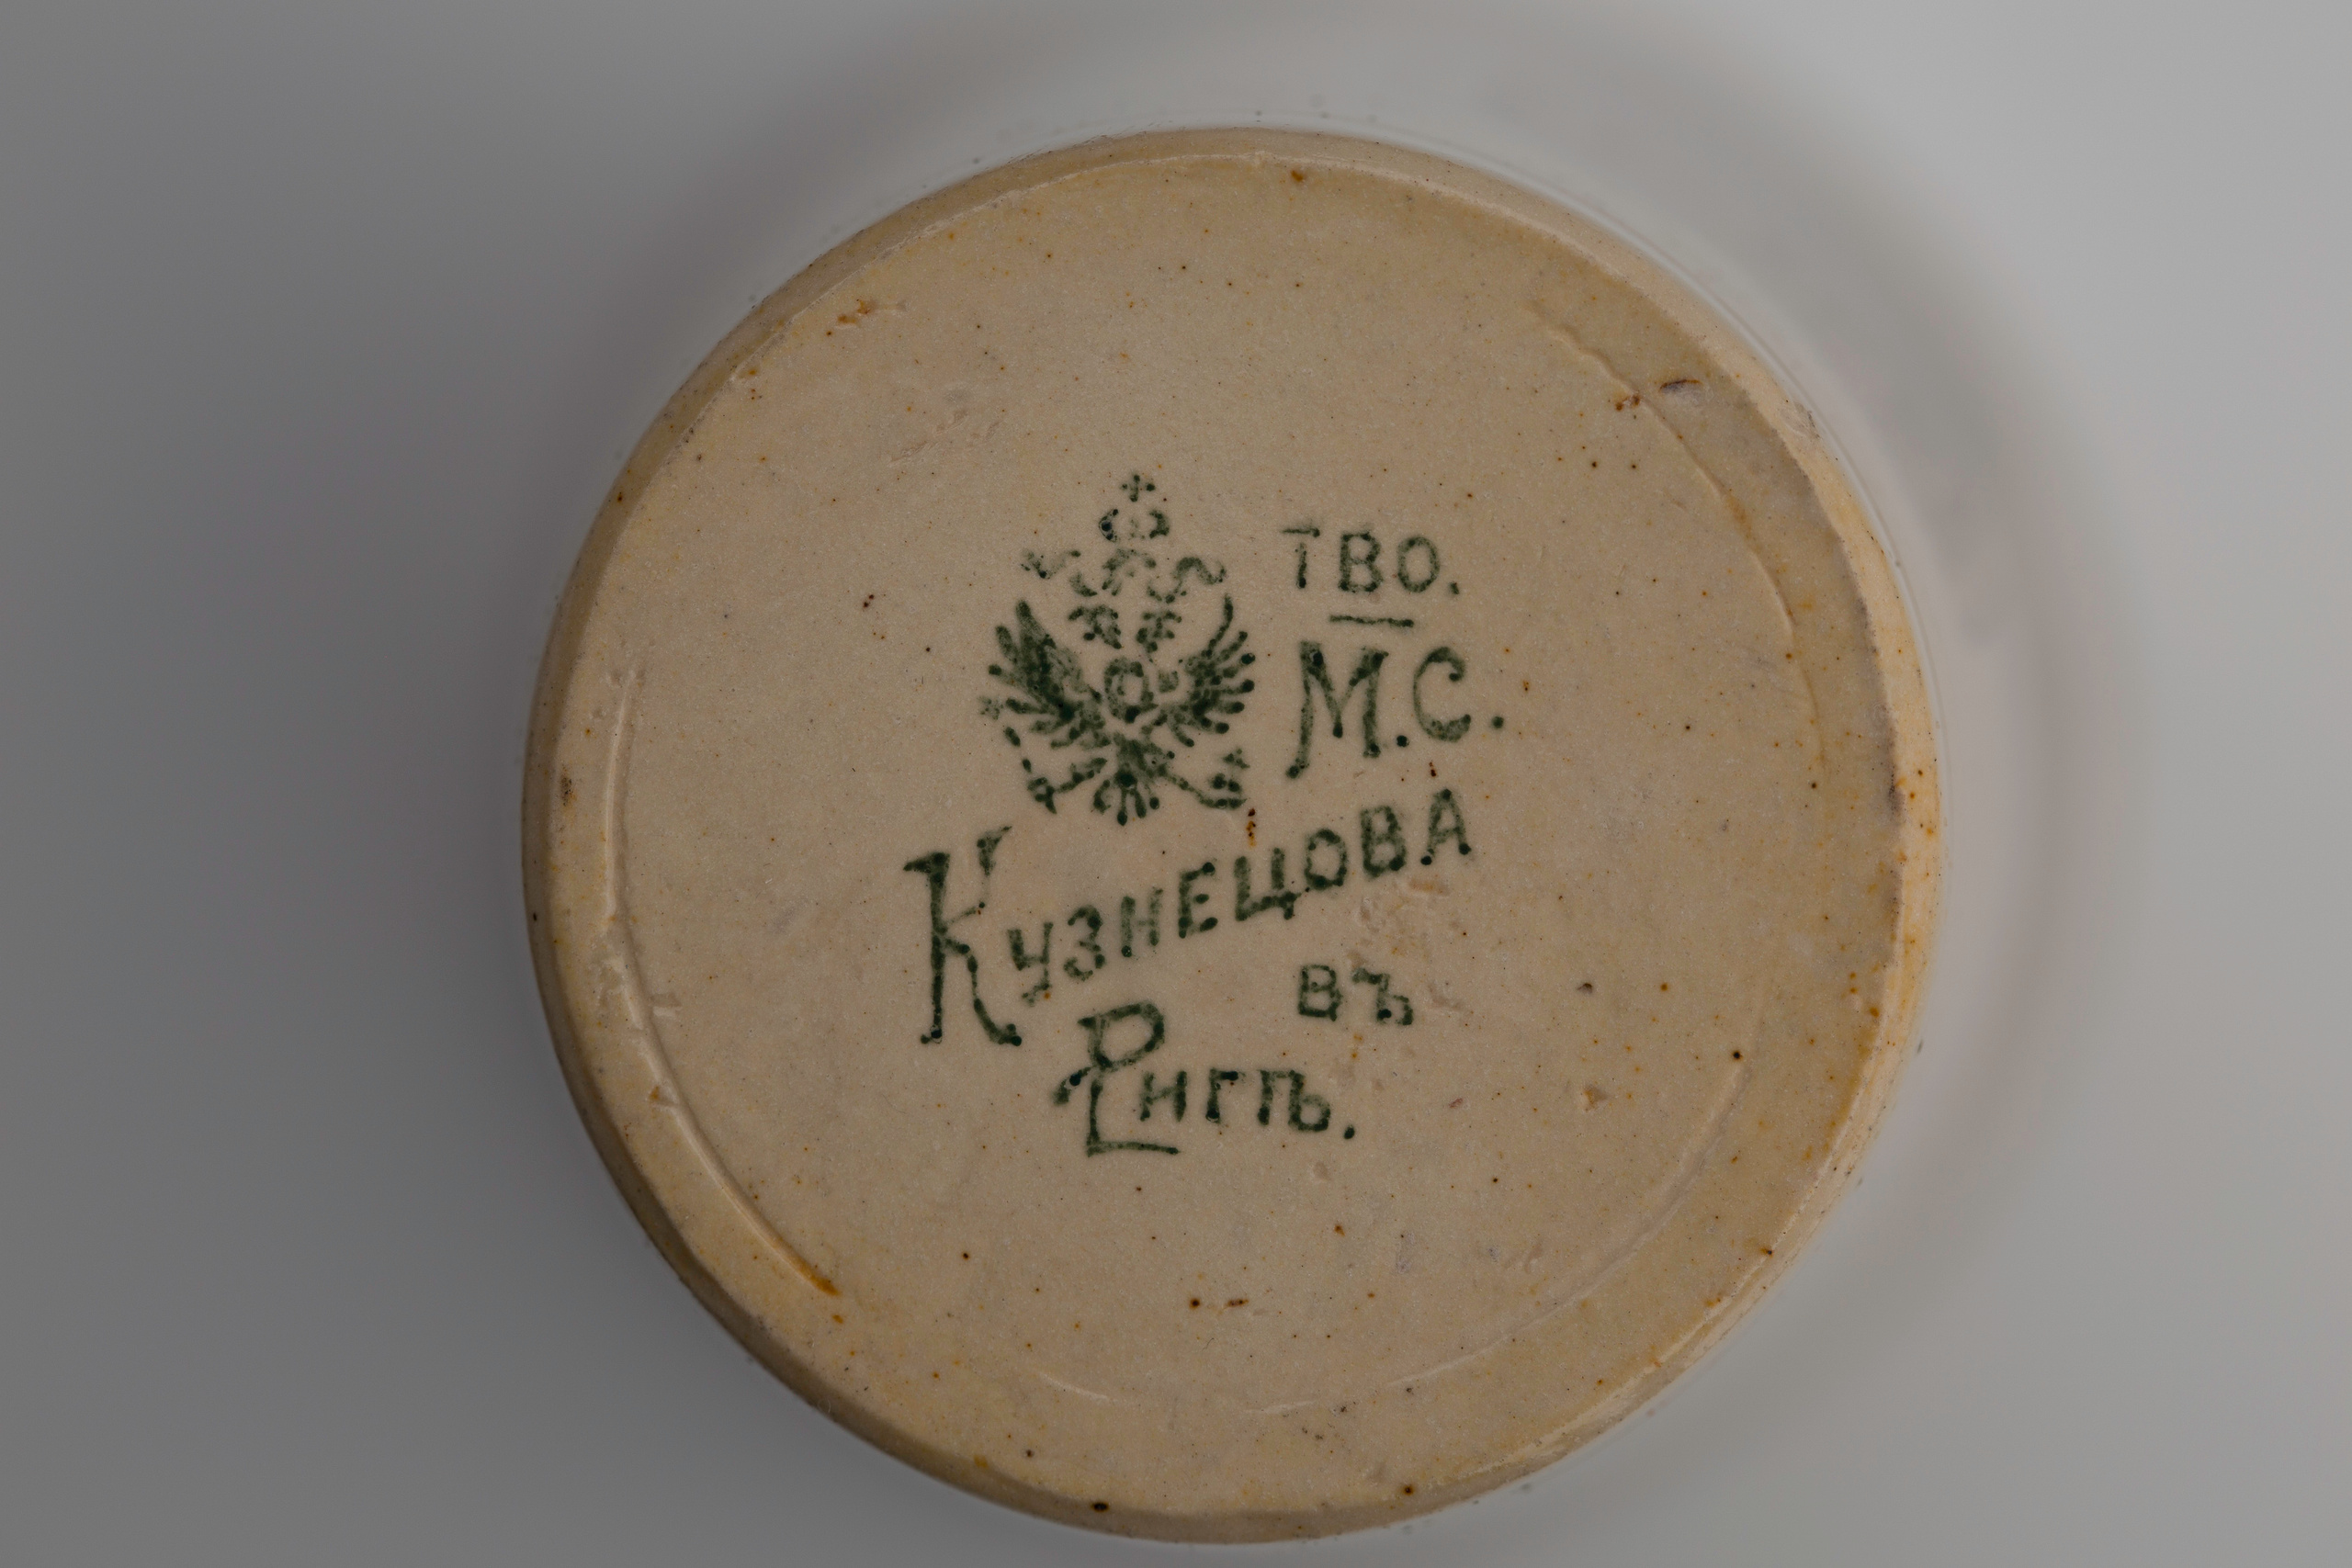 ТВО.
М.С.
КУЗНЕЦОВА
ВЪ
Ригѣ.